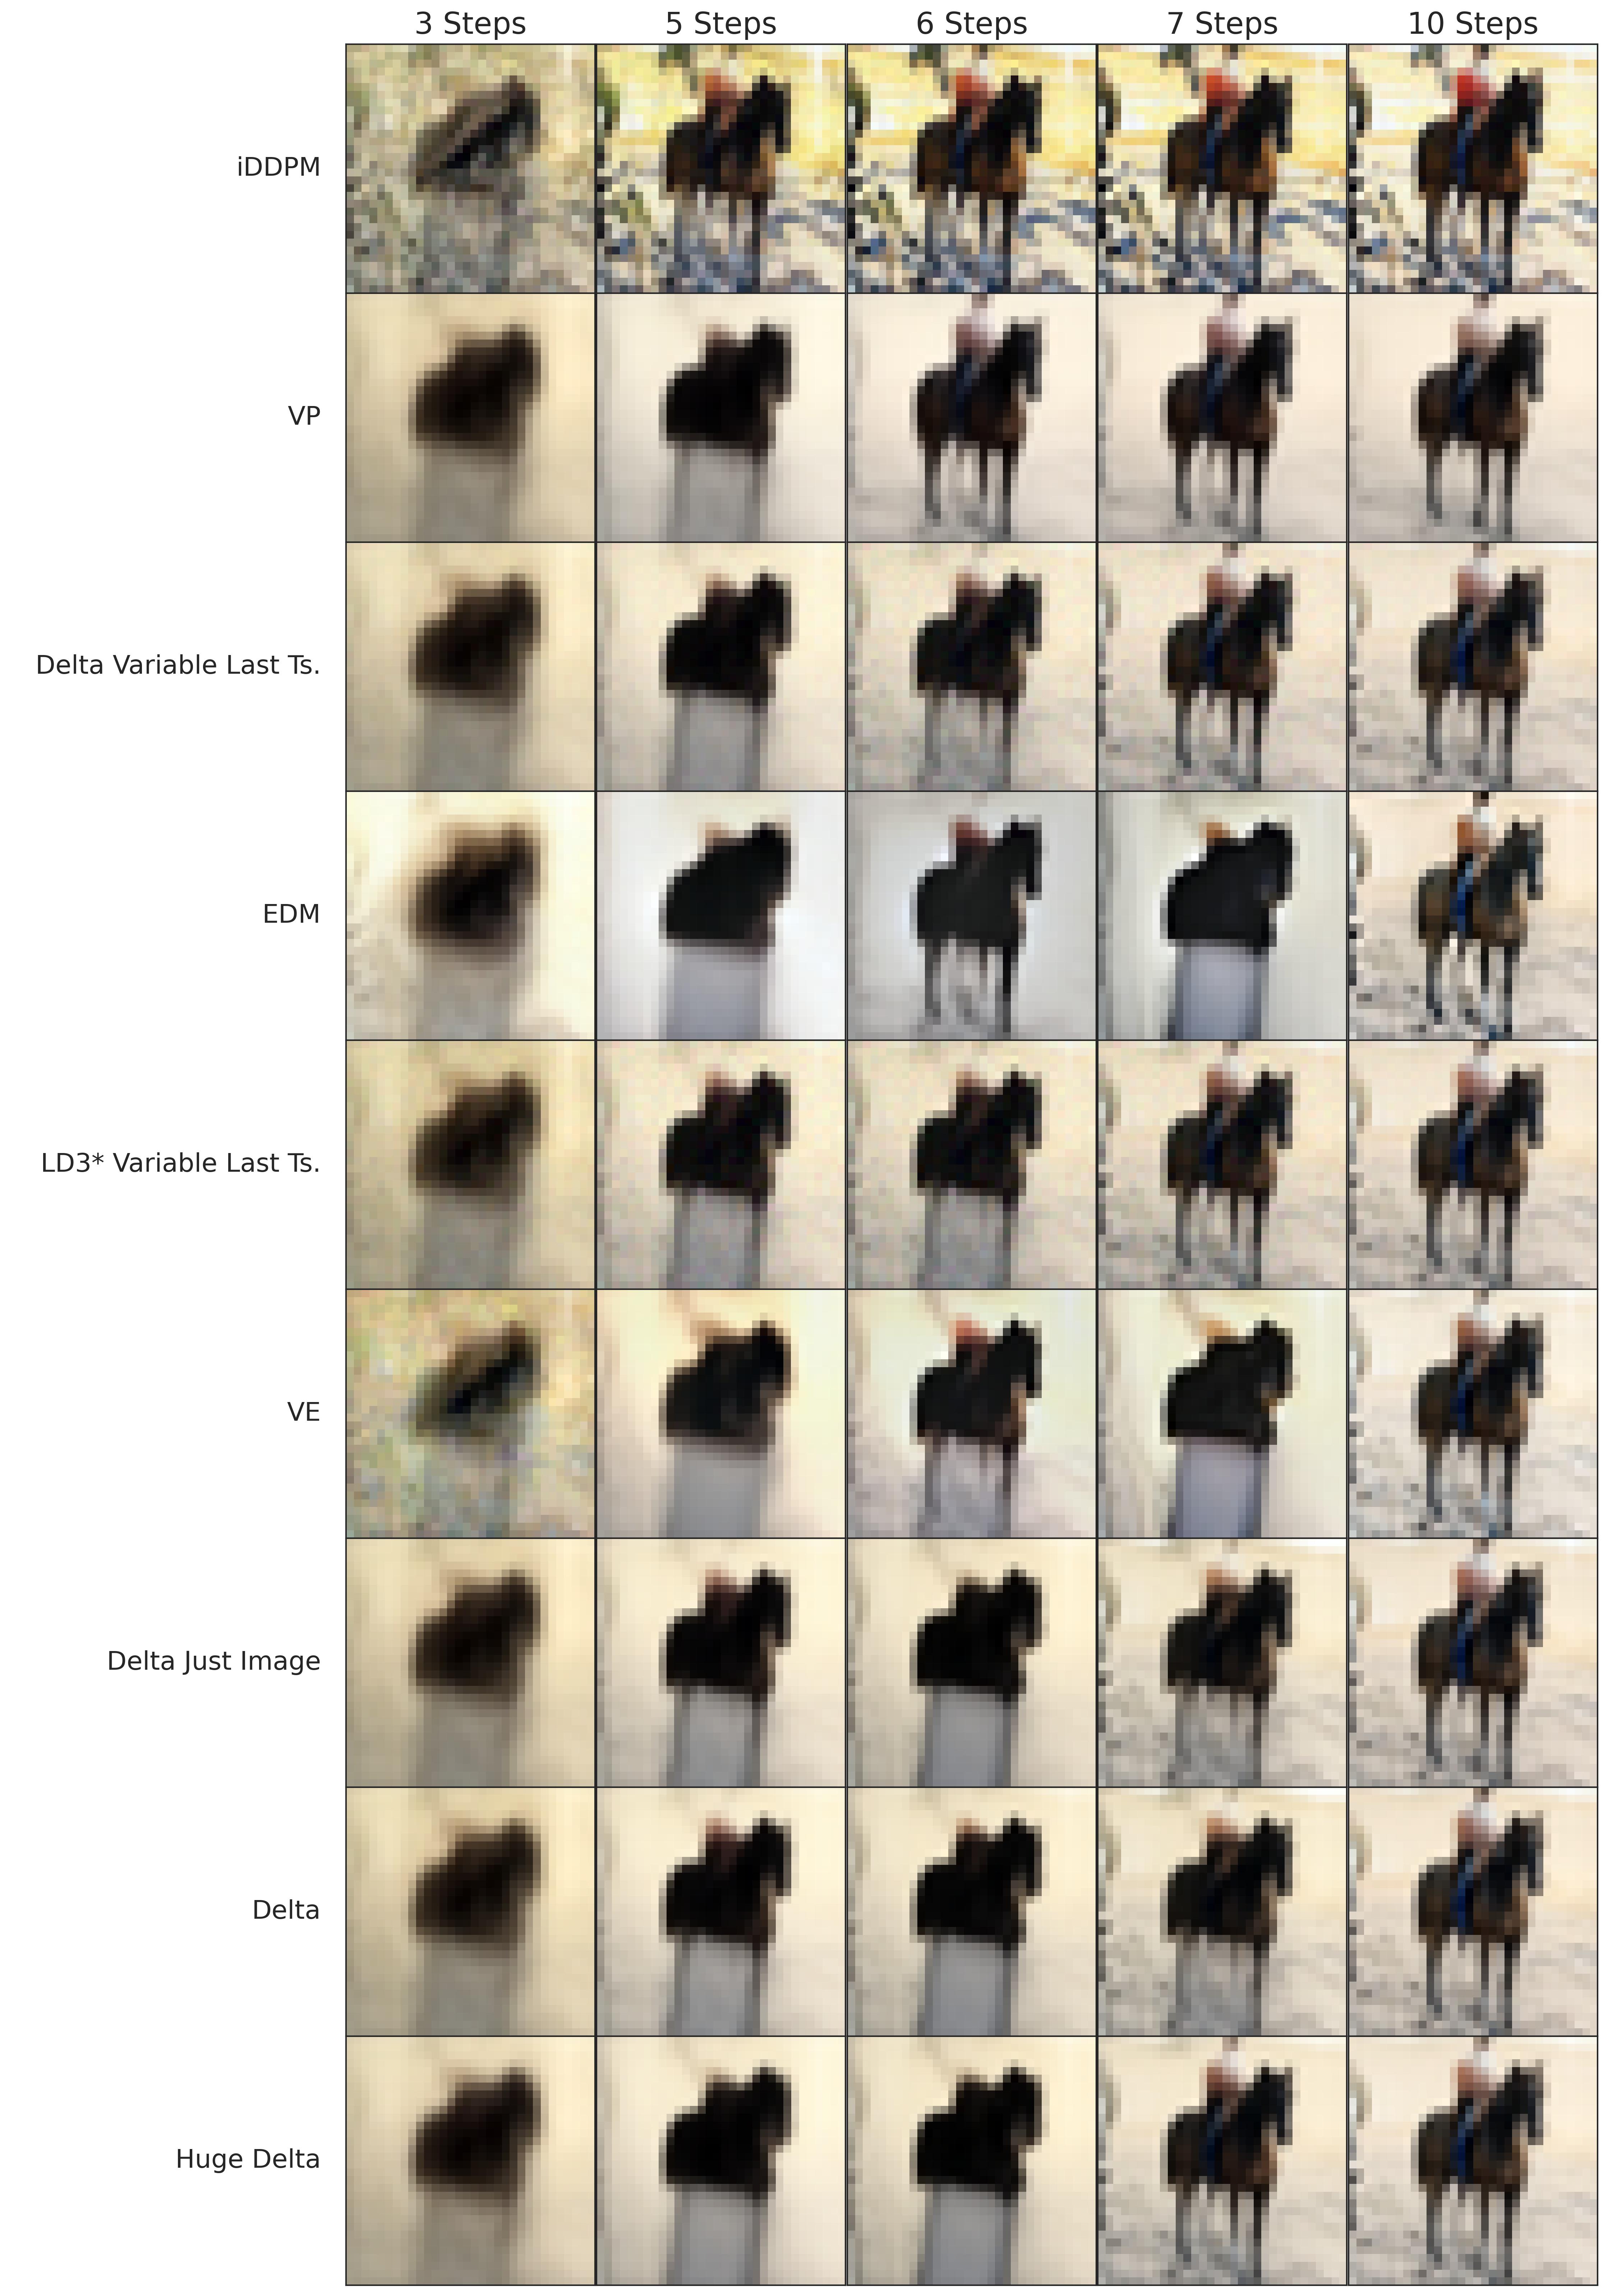 3 Steps 5 Steps 6 Steps 7 Steps 10 Steps
iDDPM
VP
Delta Variable Last Ts.
EDM
LD3* Variable Last Ts.
VE
Delta Just Image
Delta
Huge Delta